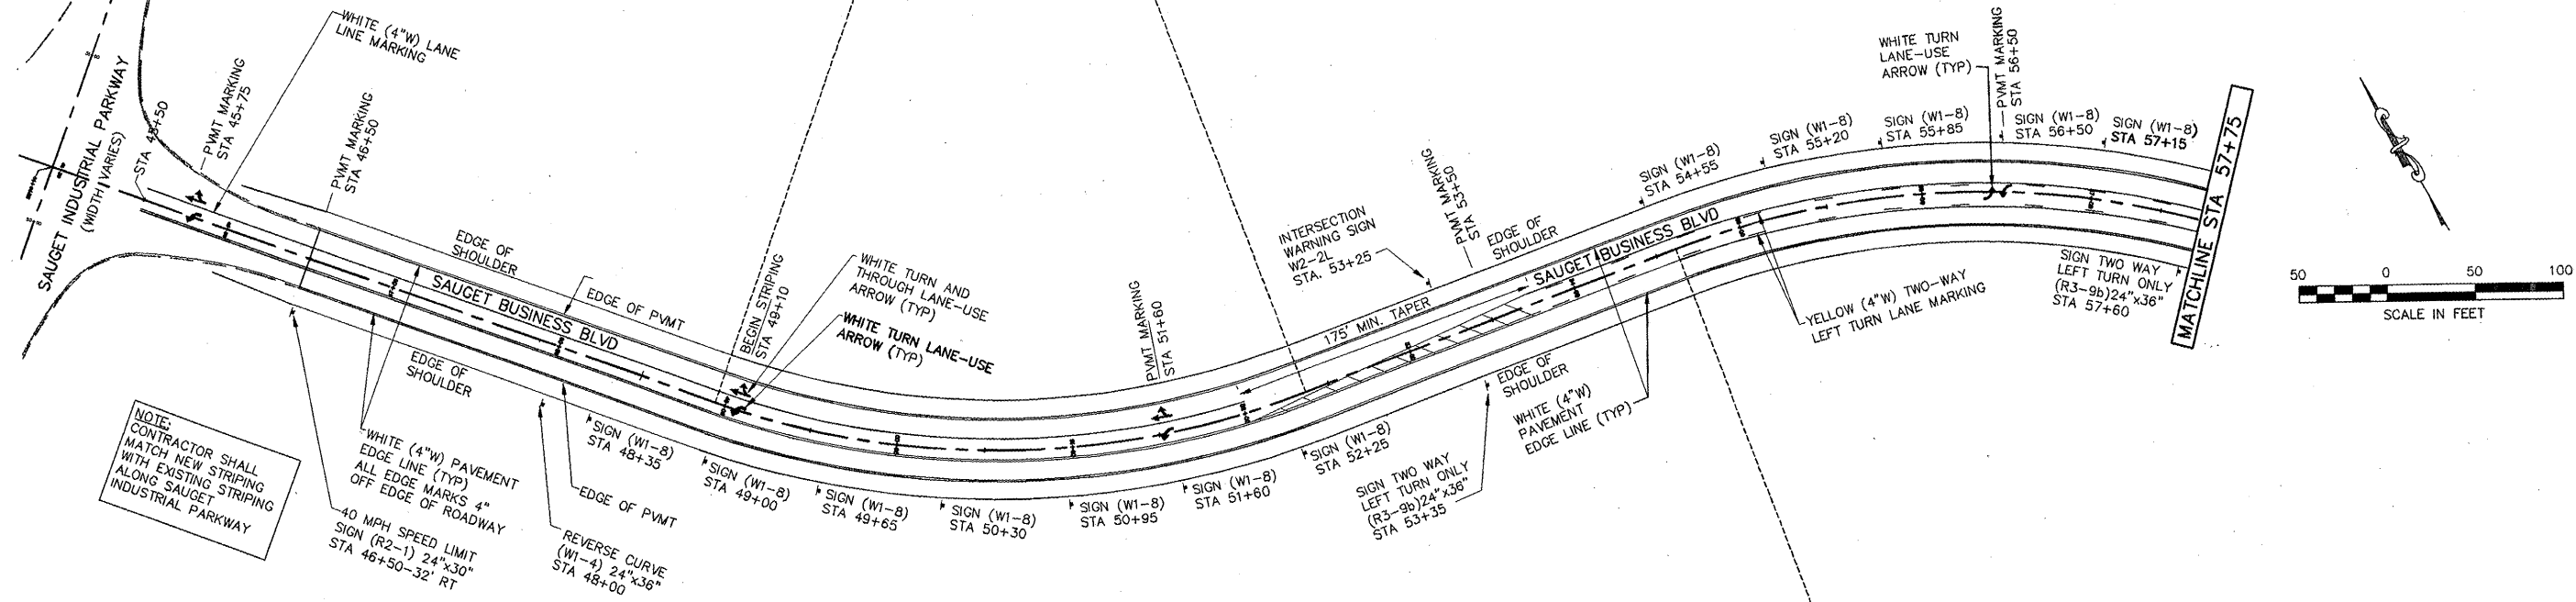 WHITE (4"W) LANE
LINE MARKING
PVMT MARKING
STA 45+75
STA 45+50
SAUGET INDUSTRIAL PARKWAY
(WIDTH VARIES)
PVMT MARKING
STA 46+50
EDGE OF
SHOULDER
SAUGET BUSINESS BLVD
EDGE OF PVMT
EDGE OF
SHOULDER
BEGIN STRIPING
STA 49+10
WHITE TURN AND
THROUGH LANE-USE
ARROW (TYP)
WHITE TURN LANE-USE
ARROW (TYP)
NOTE:
CONTRACTOR SHALL
MATCH NEW STRIPING
WITH EXISTING STRIPING
ALONG SAUGET
INDUSTRIAL PARKWAY
WHITE (4"W) PAVEMENT
EDGE LINE (TYP)
ALL EDGE MARKS 4"
OFF EDGE OF ROADWAY
40 MPH SPEED LIMIT
SIGN (R2-1) 24"x30"
STA 46+50-32' RT
REVERSE CURVE
(W1-4) 24"x36"
STA 48+00
EDGE OF PVMT
SIGN (W1-8)
STA 48+35
SIGN (W1-8)
STA 49+00
SIGN (W1-8)
STA 49+65
SIGN (W1-8)
STA 50+30
SIGN (W1-8)
STA 50+95
SIGN (W1-8)
STA 51+60
SIGN (W1-8)
STA 52+25
PVMT MARKING
STA 51+60
SIGN TWO WAY
LEFT TURN ONLY
(R3-9b)24"x36"
STA 53+35
EDGE OF
SHOULDER
WHITE (4"W)
PAVEMENT
EDGE LINE (TYP)
175' MIN. TAPER
INTERSECTION
WARNING SIGN
W2-2L
STA. 53+25
PVMT MARKING
STA 53+50
EDGE OF
SHOULDER
SAUGET BUSINESS BLVD
SIGN (W1-8)
STA 54+55
SIGN (W1-8)
STA 55+20
SIGN (W1-8)
STA 55+85
WHITE TURN
LANE-USE
ARROW (TYP)
PVMT MARKING
STA 56+50
SIGN (W1-8)
STA 56+50
SIGN (W1-8)
STA 57+15
YELLOW (4"W) TWO-WAY
LEFT TURN LANE MARKING
SIGN TWO WAY
LEFT TURN ONLY
(R3-9b)24"x36"
STA 57+60
MATCHLINE STA 57+75
50 0 50 100
SCALE IN FEET